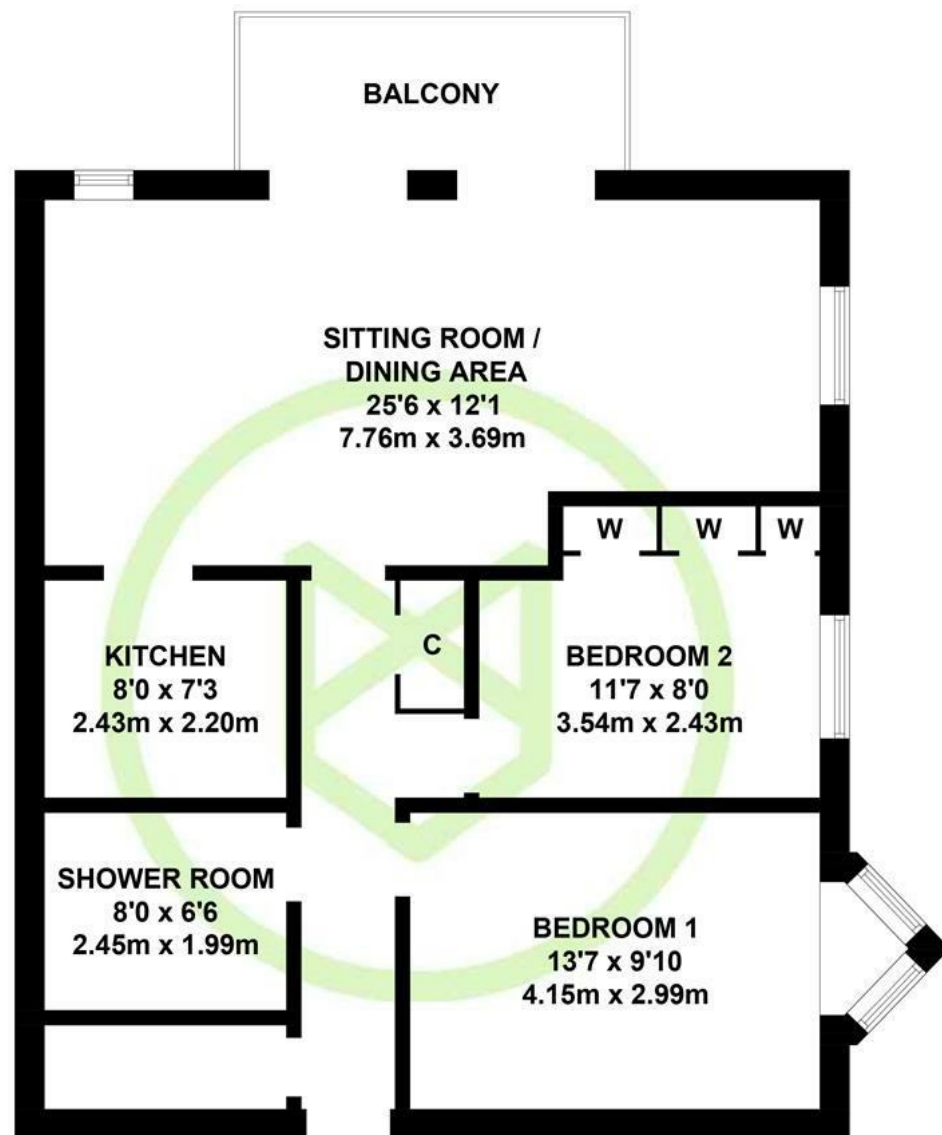 BALCONY
SITTING ROOM /
DINING AREA
25'6 x 12'1
7.76m x 3.69m
W W W
KITCHEN
8'0 x 7'3
2.43m x 2.20m
C
BEDROOM 2
11'7 x 8'0
3.54m x 2.43m
SHOWER ROOM
8'0 x 6'6
2.45m x 1.99m
BEDROOM 1
13'7 x 9'10
4.15m x 2.99m